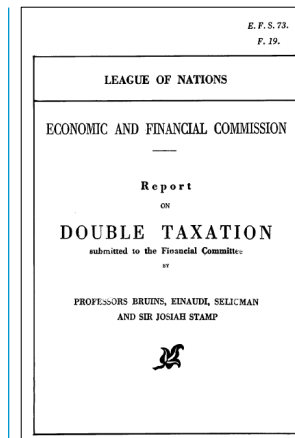 E. F. S. 73.
F. 19.
LEAGUE OF NATIONS
ECONOMIC AND FINANCIAL COMMISSION
Report
ON
DOUBLE TAXATION
submitted to the Financial Committee
BY
PROFESSORS BRUINS, EINAUDI, SELIGMAN
AND SIR JOSIAH STAMP